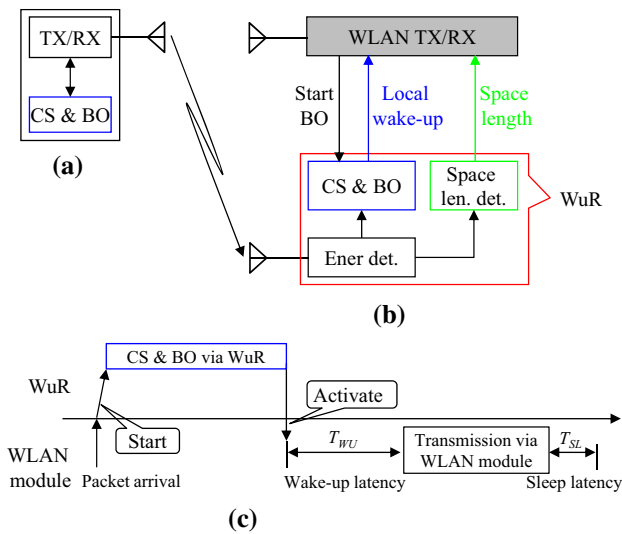 TX/RX
CS & BO
(a)
WLAN TX/RX
Start
BO
Local
wake-up
Space
length
CS & BO
Space
len. det.
WuR
Ener det.
(b)
CS & BO via WuR
WuR
Activate
Start
WLAN
module
Packet arrival
T_WU
Transmission via
WLAN module
T_SL
Wake-up latency
Sleep latency
(c)